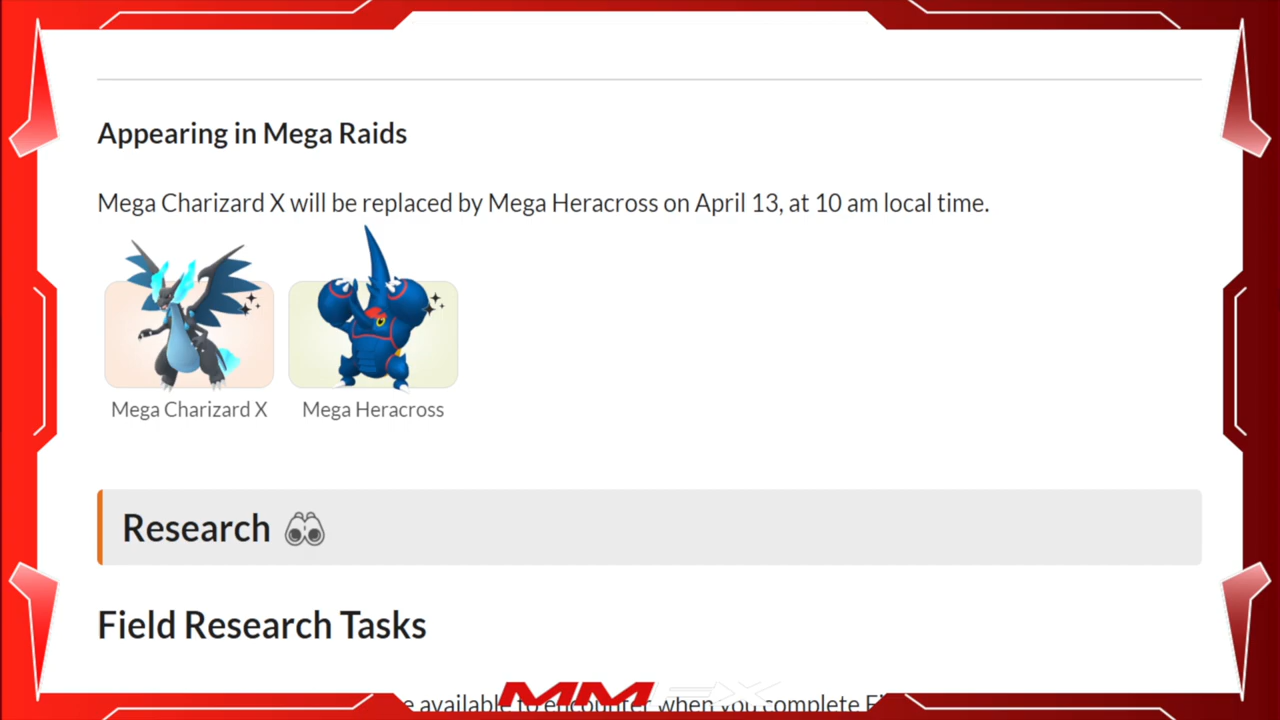 Appearing in Mega Raids
Mega Charizard X will be replaced by Mega Heracross on April 13, at 10 am local time.
Mega Charizard X Mega Heracross
Research
Field Research Tasks
available to encounter when you complete
MMFX